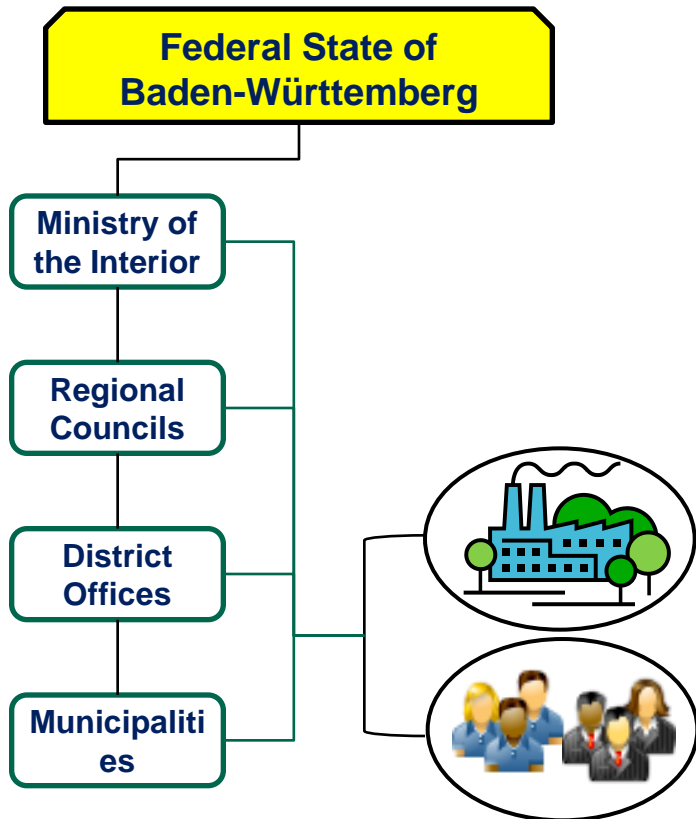 Federal State of
Baden-Württemberg
Ministry of
the Interior
Regional
Councils
District
Offices
Municipaliti
es